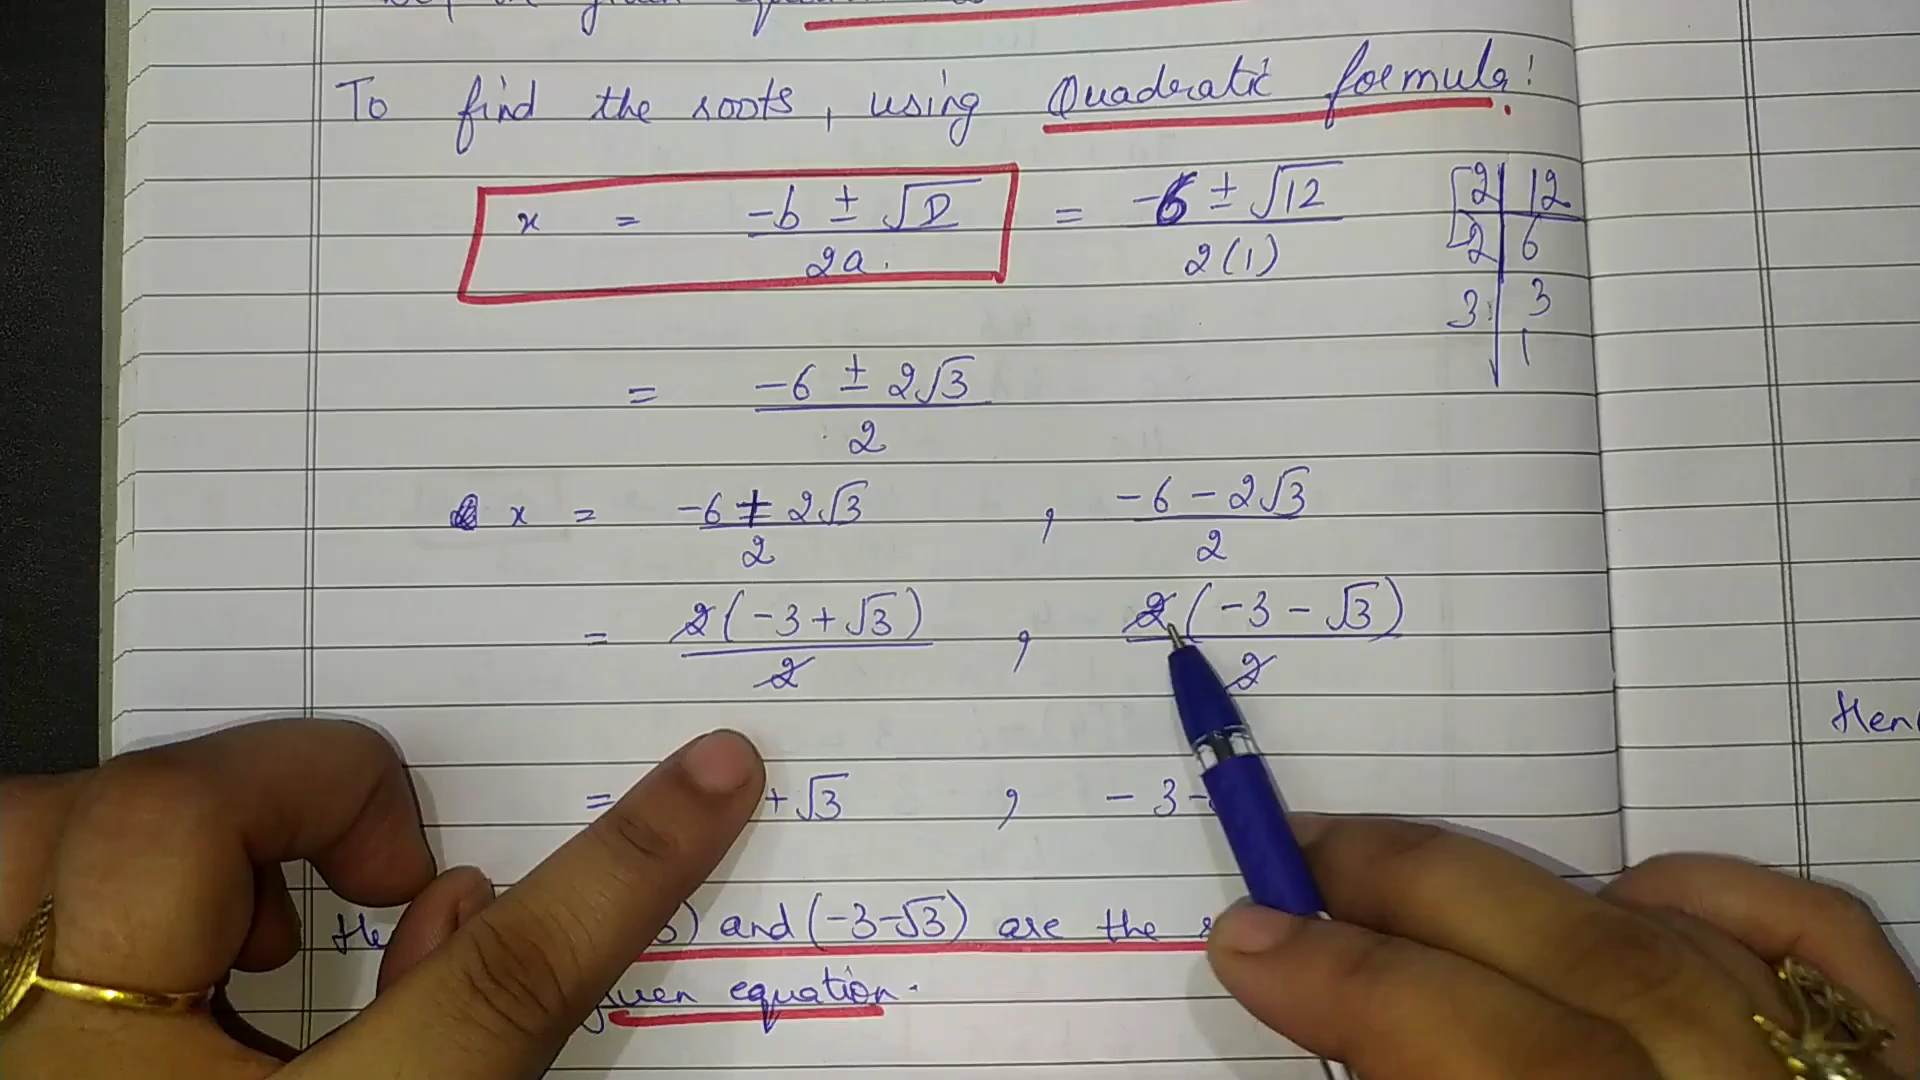 To find the roots, using Quadratic formula:
x = -b ± √D / 2a. = -6 ± √12 / 2(1)
2 | 12
2 | 6
3 | 3
1
= -6 ± 2√3 / 2
x = -6 + 2√3 / 2 , -6 - 2√3 / 2
= 2(-3+√3) / 2 , 2(-3-√3) / 2
= + √3 , - 3 -
) and (-3-√3) are the
equation.
Hen